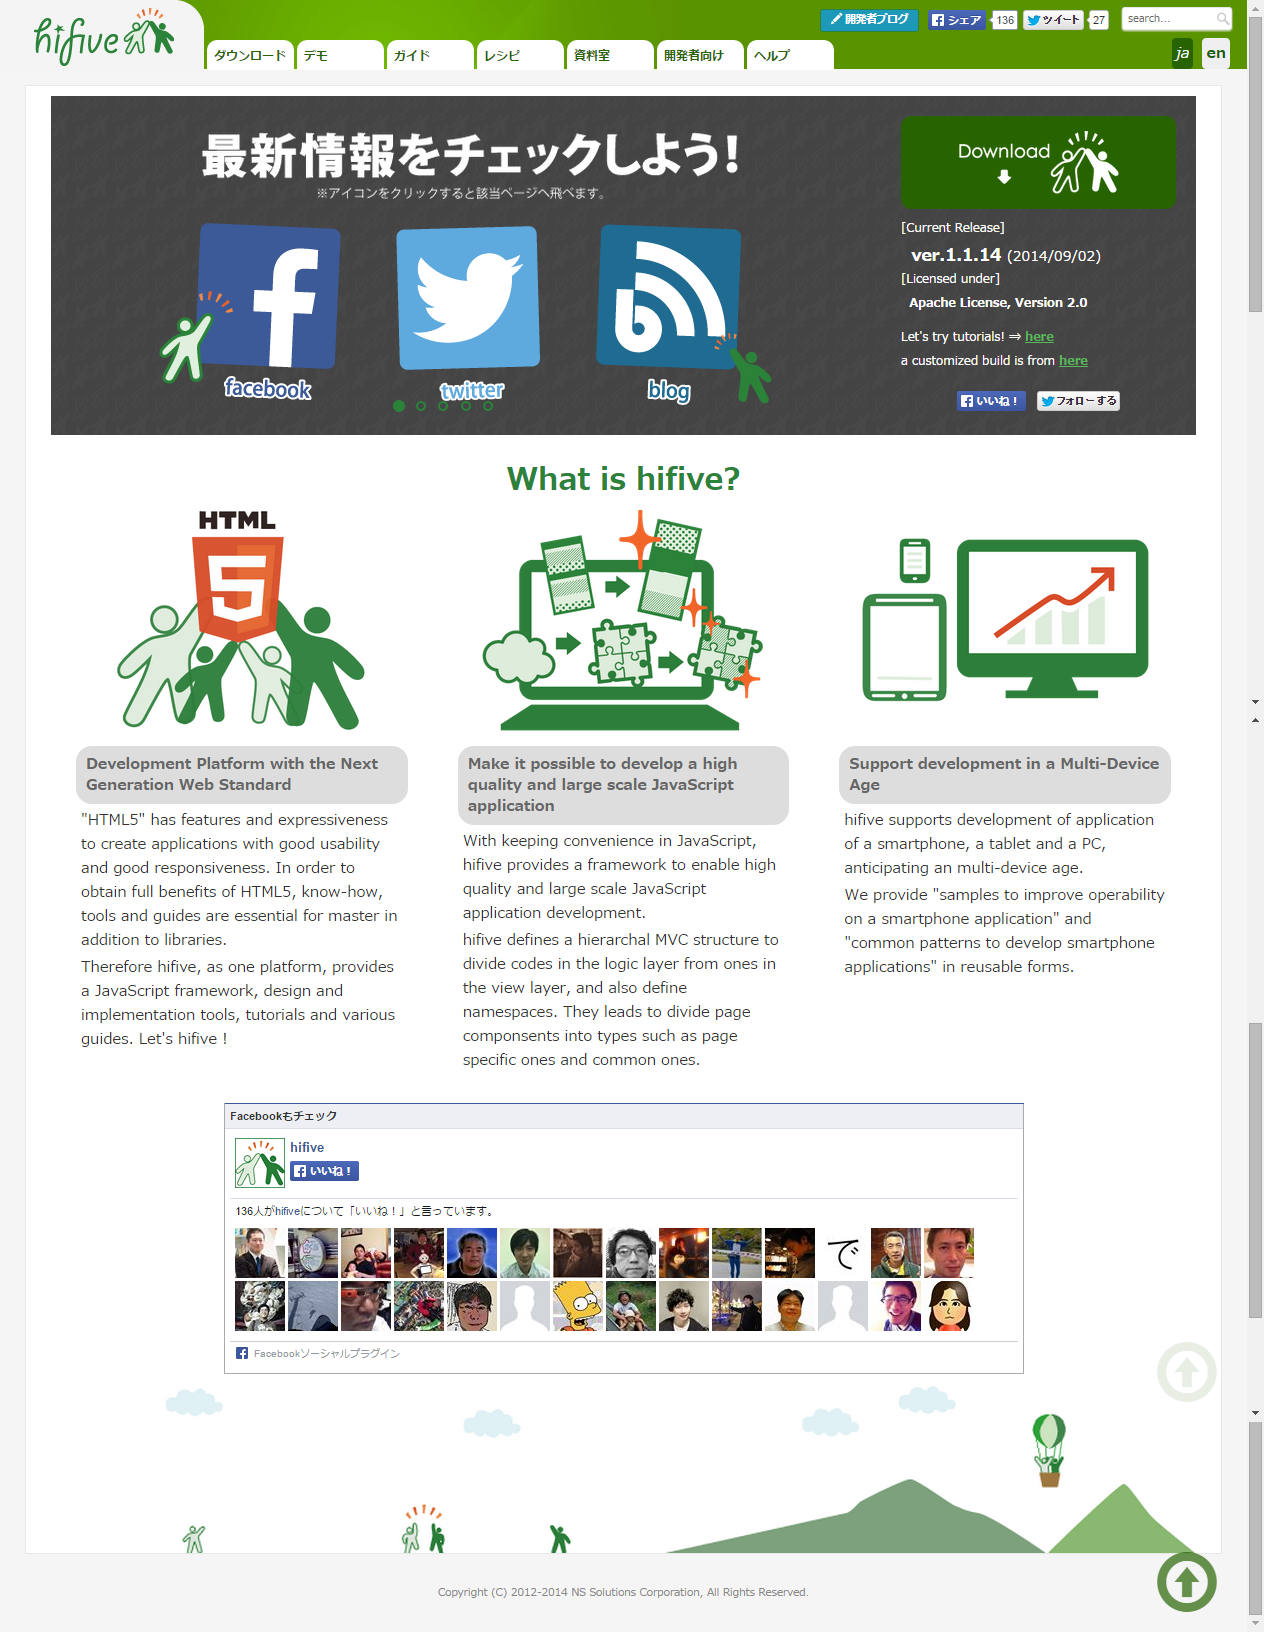 hifive
開発者ブログ
シェア
136
ツイート
27
search...
ダウンロード
デモ
ガイド
レシピ
資料室
開発者向け
ヘルプ
ja
en
最新情報をチェックしよう!
※アイコンをクリックすると該当ページへ飛べます。
facebook
twitter
blog
Download
[Current Release]
ver.1.1.14 (2014/09/02)
[Licensed under]
Apache License, Version 2.0
Let's try tutorials! ⇒ here
a customized build is from here
いいね！
フォローする
What is hifive?
HTML
5
Development Platform with the Next
Generation Web Standard
"HTML5" has features and expressiveness
to create applications with good usability
and good responsiveness. In order to
obtain full benefits of HTML5, know-how,
tools and guides are essential for master in
addition to libraries.
Therefore hifive, as one platform, provides
a JavaScript framework, design and
implementation tools, tutorials and various
guides. Let's hifive !
Make it possible to develop a high
quality and large scale JavaScript
application
With keeping convenience in JavaScript,
hifive provides a framework to enable high
quality and large scale JavaScript
application development.
hifive defines a hierarchal MVC structure to
divide codes in the logic layer from ones in
the view layer, and also define
namespaces. They leads to divide page
componsents into types such as page
specific ones and common ones.
Support development in a Multi-Device
Age
hifive supports development of application
of a smartphone, a tablet and a PC,
anticipating an multi-device age.
We provide "samples to improve operability
on a smartphone application" and
"common patterns to develop smartphone
applications" in reusable forms.
Facebookもチェック
hifive
いいね！
136人がhifiveについて「いいね！」と言っています。
で
Facebookソーシャルプラグイン
Copyright (C) 2012-2014 NS Solutions Corporation, All Rights Reserved.